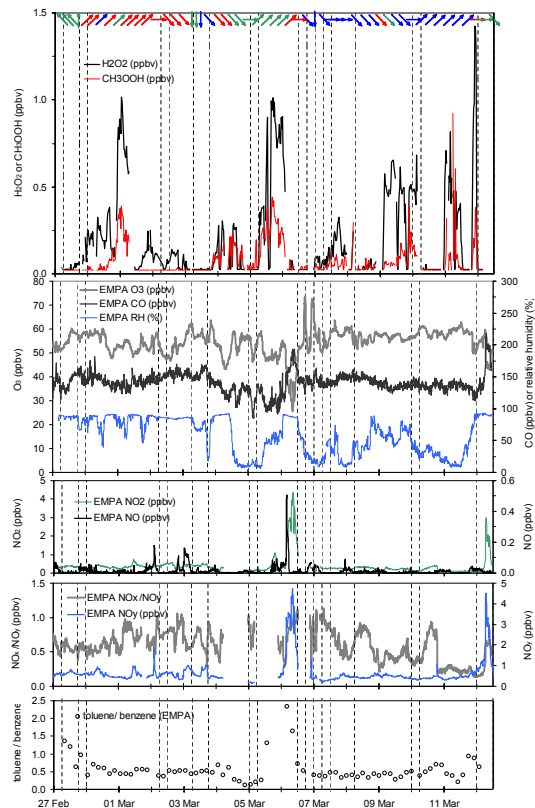 1.5
H2O2 (ppbv)
CH3OOH (ppbv)
1.0
0.5
0.0
H2O2 or CH3OOH (ppbv)
80
70
60
50
40
30
20
10
0
O3 (ppbv)
EMPA O3 (ppbv)
EMPA CO (ppbv)
EMPA RH (%)
300
250
200
150
100
50
0
CO (ppbv) or relative humidity (%)
5
4
3
2
1
0
NO2 (ppbv)
EMPA NO2 (ppbv)
EMPA NO (ppbv)
0.6
0.5
0.4
0.3
0.2
0.1
0.0
NO (ppbv)
1.5
1.0
0.5
0.0
NOx/NOy (ppbv)
EMPA NOx/NOy
EMPA NOy (ppbv)
5
4
3
2
1
0
NOy (ppbv)
2.5
2.0
1.5
1.0
0.5
0.0
toluene / benzene
toluene/ benzene (EMPA)
27 Feb 01 Mar 03 Mar 05 Mar 07 Mar 09 Mar 11 Mar